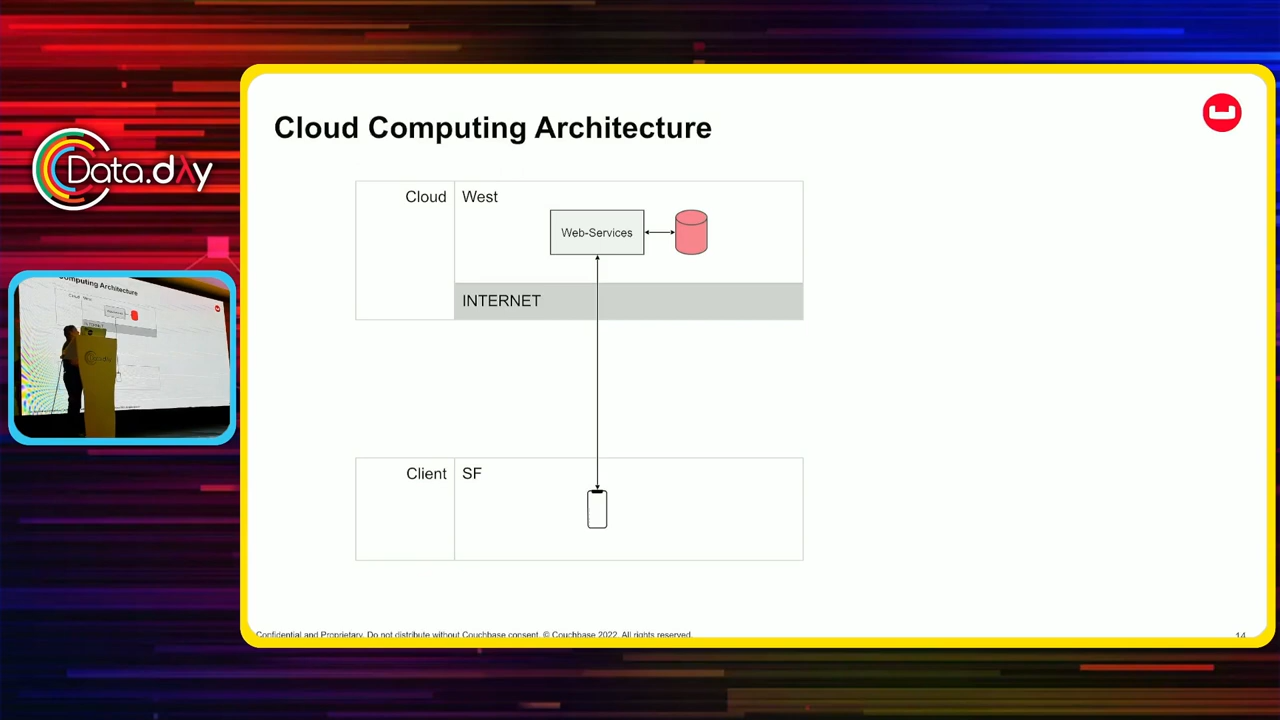 Cloud Computing Architecture
Data.day
Cloud
West
Web-Services
INTERNET
Client
SF
Confidential and Proprietary. Do not distribute without Couchbase consent. © Couchbase 2022. All rights reserved.
14